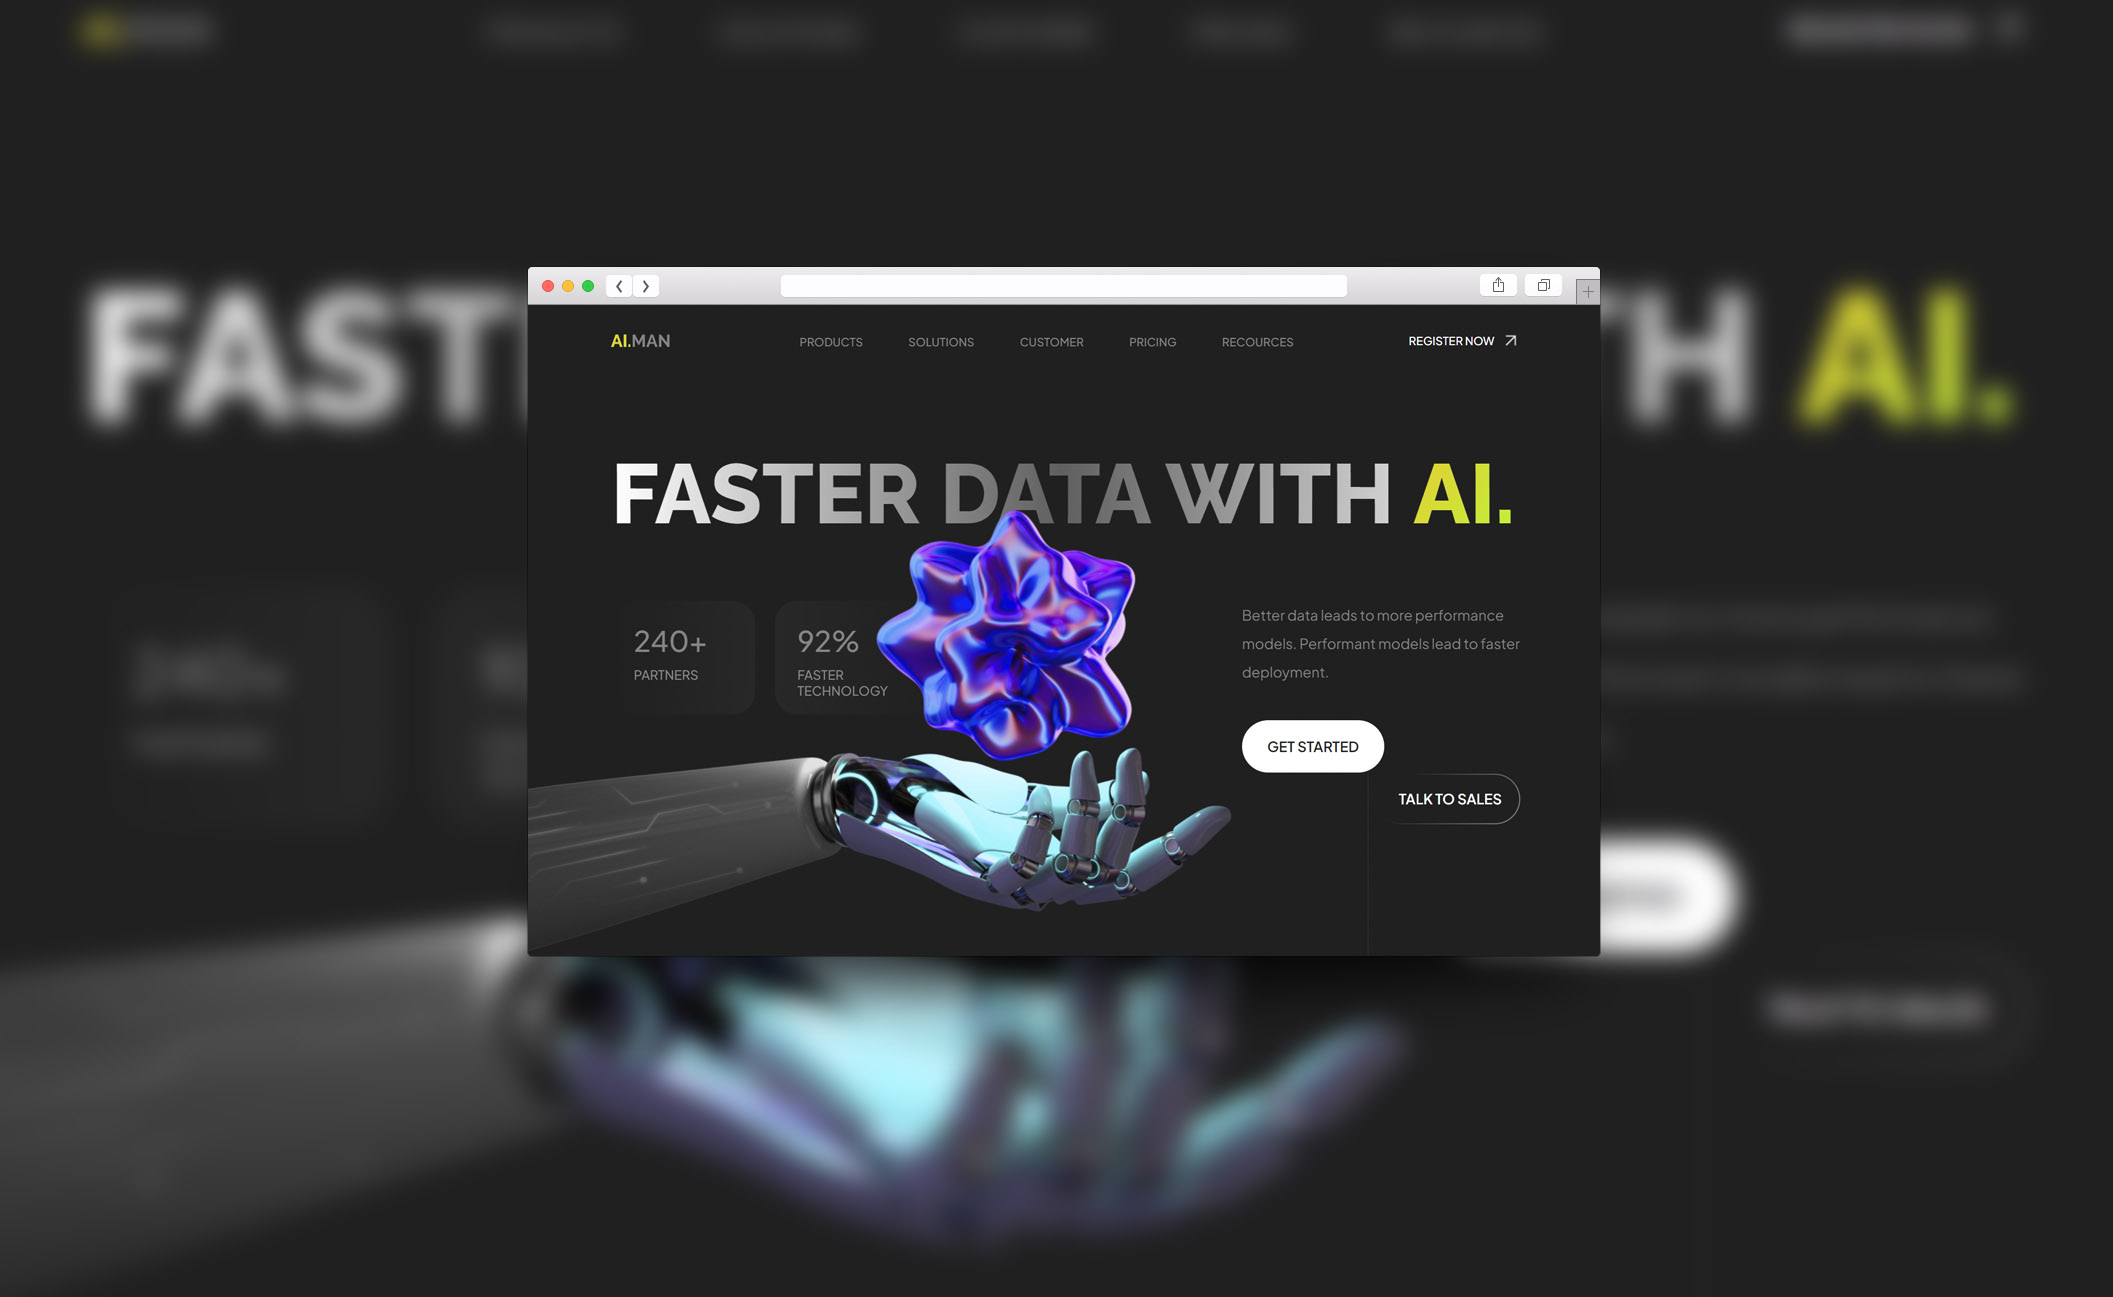 AI.MAN
PRODUCTS
SOLUTIONS
CUSTOMER
PRICING
RECOURCES
REGISTER NOW
FASTER DATA WITH AI.
240+
PARTNERS
92%
FASTER
TECHNOLOGY
Better data leads to more performance
models. Performant models lead to faster
deployment.
GET STARTED
TALK TO SALES